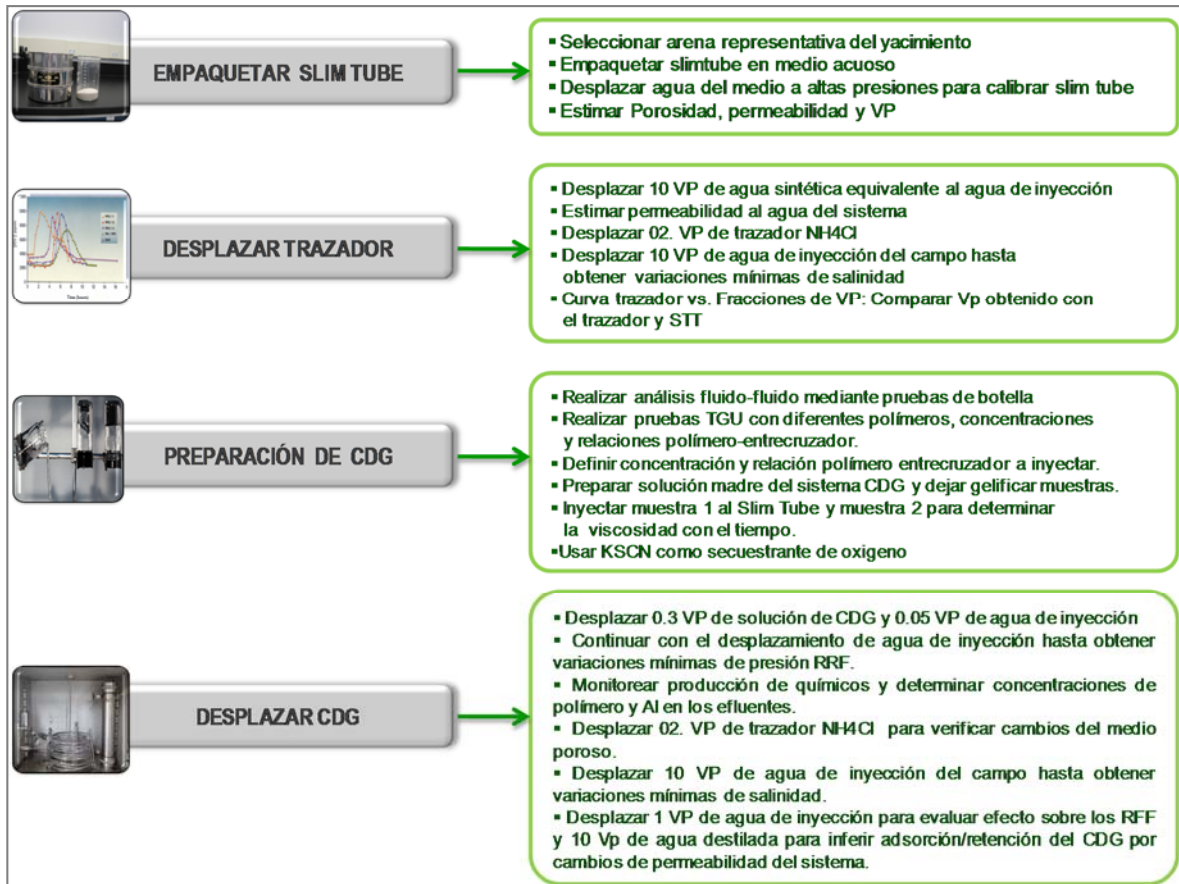 EMPAQUETAR SLIM TUBE
▪ Seleccionar arena representativa del yacimiento
▪ Empaquetar slimtube en medio acuoso
▪ Desplazar agua del medio a altas presiones para calibrar slim tube
▪ Estimar Porosidad, permeabilidad y VP
DESPLAZAR TRAZADOR
▪ Desplazar 10 VP de agua sintética equivalente al agua de inyección
▪ Estimar permeabilidad al agua del sistema
▪ Desplazar 02. VP de trazador NH4Cl
▪ Desplazar 10 VP de agua de inyección del campo hasta
obtener variaciones mínimas de salinidad
▪ Curva trazador vs. Fracciones de VP: Comparar Vp obtenido con
el trazador y STT
PREPARACIÓN DE CDG
▪ Realizar análisis fluido-fluido mediante pruebas de botella
▪ Realizar pruebas TGU con diferentes polímeros, concentraciones
y relaciones polímero-entrecruzador.
▪ Definir concentración y relación polímero entrecruzador a inyectar.
▪ Preparar solución madre del sistema CDG y dejar gelificar muestras.
▪ Inyectar muestra 1 al Slim Tube y muestra 2 para determinar
la viscosidad con el tiempo.
▪Usar KSCN como secuestrante de oxigeno
DESPLAZAR CDG
▪ Desplazar 0.3 VP de solución de CDG y 0.05 VP de agua de inyección
▪ Continuar con el desplazamiento de agua de inyección hasta obtener
variaciones mínimas de presión RRF.
▪ Monitorear producción de químicos y determinar concentraciones de
polímero y Al en los efluentes.
▪ Desplazar 02. VP de trazador NH4Cl para verificar cambios del medio
poroso.
▪ Desplazar 10 VP de agua de inyección del campo hasta obtener
variaciones mínimas de salinidad.
▪ Desplazar 1 VP de agua de inyección para evaluar efecto sobre los RFF
y 10 Vp de agua destilada para inferir adsorción/retención del CDG por
cambios de permeabilidad del sistema.